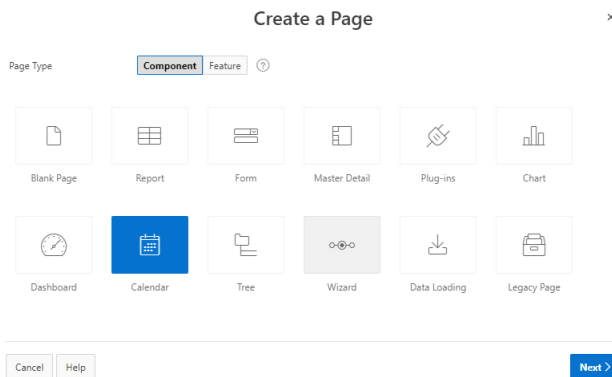 Create a Page
Page Type
Component Feature ?
Blank Page Report Form Master Detail Plug-ins Chart
Dashboard Calendar Tree Wizard Data Loading Legacy Page
Cancel Help Next